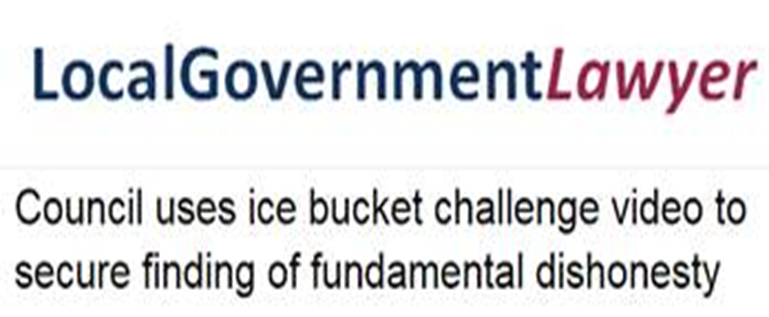 LocalGovernmentLawyer
Council uses ice bucket challenge video to
secure finding of fundamental dishonesty